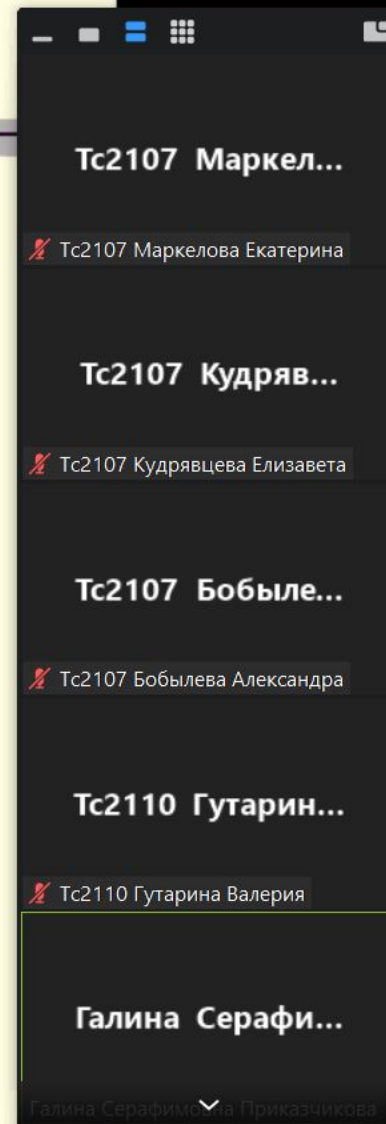 Тс2107 Маркел...
Тс2107 Маркелова Екатерина
Тс2107 Кудряв...
Тс2107 Кудрявцева Елизавета
Тс2107 Бобыле...
Тс2107 Бобылева Александра
Тс2110 Гутарин...
Тс2110 Гутарина Валерия
Галина Серафи...
Галина Серафимовна Приказчикова